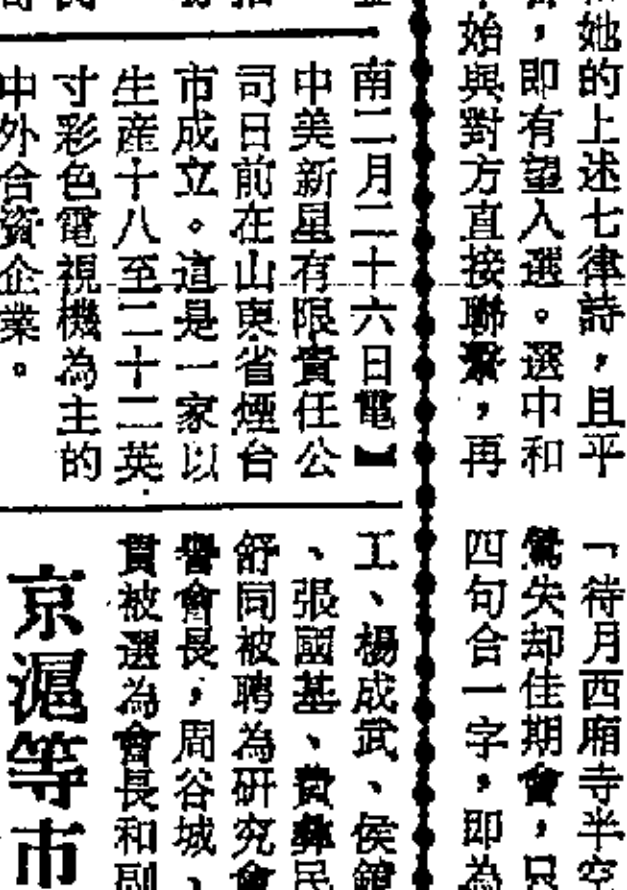 她的上述七律詩，且平
，即有望入選。選中和
始與對方直接聯繫，再
「待月西廂寺半空
鶯失却佳期會，只
四句合一字，即為
南二月二十六日電】
中美新星有限責任公
司日前在山東省煙台
市成立。這是一家以
生産十八至二十二英
寸彩色電視機為主的
中外合資企業。
工、楊成武、侯鏡
、張國基、費彝民
舒同被聘為研究會
譽會長，周谷城、
貫被選為會長和副
京滬等市